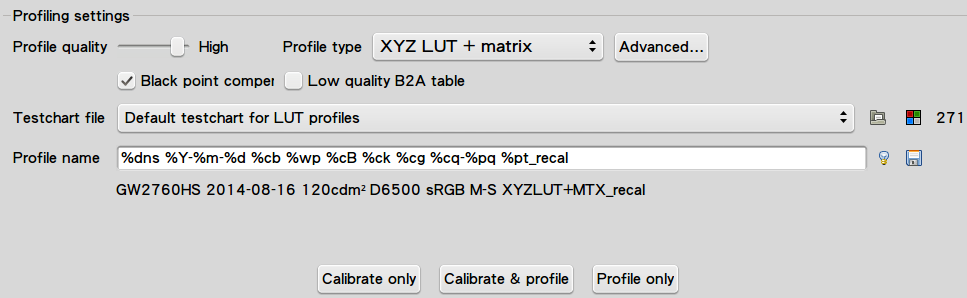 Profiling settings
Profile quality High Profile type XYZ LUT + matrix Advanced...
Black point comper Low quality B2A table
Testchart file Default testchart for LUT profiles 271
Profile name %dns %Y-%m-%d %cb %wp %cB %ck %cg %cq-%pq %pt_recal
GW2760HS 2014-08-16 120cdm² D6500 sRGB M-S XYZLUT+MTX_recal
Calibrate only Calibrate & profile Profile only